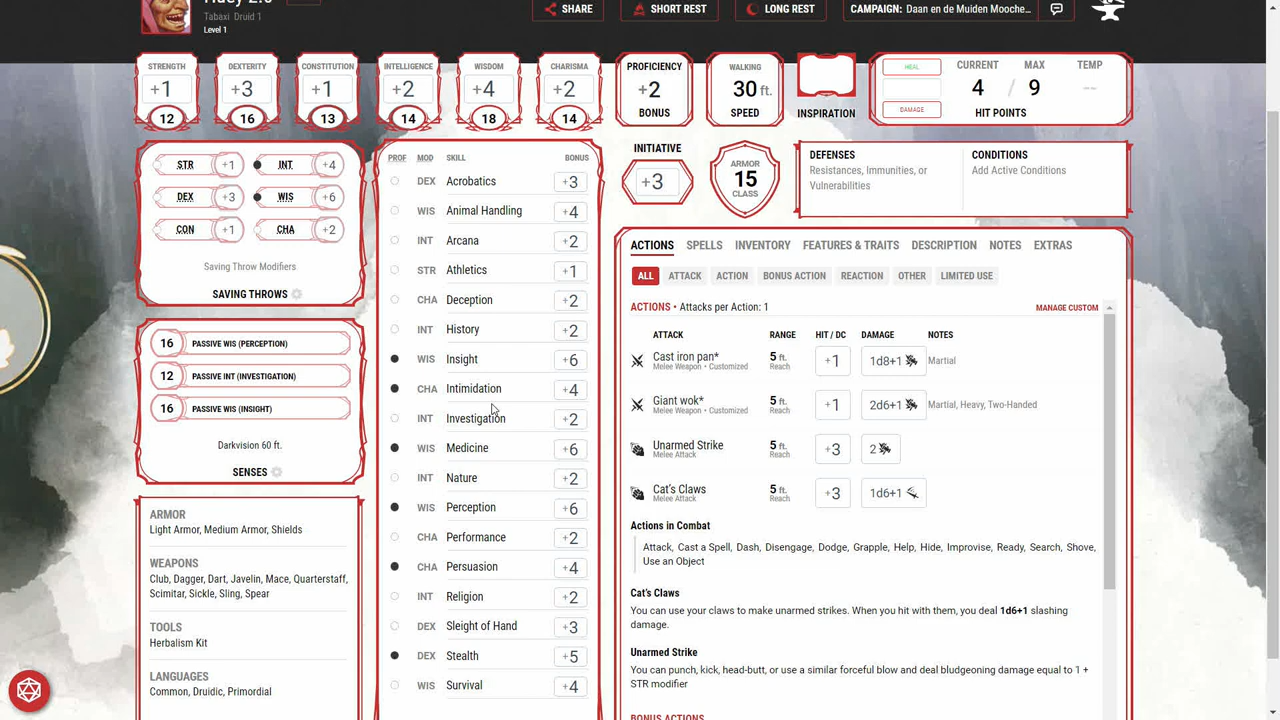 Tabaxi Druid 1
Level 1
SHARE
SHORT REST
LONG REST
CAMPAIGN: Daan en de Muiden Mooche...
STRENGTH
+1
12
DEXTERITY
+3
16
CONSTITUTION
+1
13
INTELLIGENCE
+2
14
WISDOM
+4
18
CHARISMA
+2
14
PROFICIENCY
+2
BONUS
WALKING
30 ft.
SPEED
INSPIRATION
HEAL
DAMAGE
CURRENT MAX TEMP
4 / 9 --
HIT POINTS
STR +1 INT +4
DEX +3 WIS +6
CON +1 CHA +2
Saving Throw Modifiers
SAVING THROWS
16 PASSIVE WIS (PERCEPTION)
12 PASSIVE INT (INVESTIGATION)
16 PASSIVE WIS (INSIGHT)
Darkvision 60 ft.
SENSES
ARMOR
Light Armor, Medium Armor, Shields
WEAPONS
Club, Dagger, Dart, Javelin, Mace, Quarterstaff,
Scimitar, Sickle, Sling, Spear
TOOLS
Herbalism Kit
LANGUAGES
Common, Druidic, Primordial
PROF MOD SKILL BONUS
DEX Acrobatics +3
WIS Animal Handling +4
INT Arcana +2
STR Athletics +1
CHA Deception +2
INT History +2
WIS Insight +6
CHA Intimidation +4
INT Investigation +2
WIS Medicine +6
INT Nature +2
WIS Perception +6
CHA Performance +2
CHA Persuasion +4
INT Religion +2
DEX Sleight of Hand +3
DEX Stealth +5
WIS Survival +4
INITIATIVE
+3
ARMOR
15
CLASS
DEFENSES
Resistances, Immunities, or
Vulnerabilities
CONDITIONS
Add Active Conditions
ACTIONS SPELLS INVENTORY FEATURES & TRAITS DESCRIPTION NOTES EXTRAS
ALL ATTACK ACTION BONUS ACTION REACTION OTHER LIMITED USE
ACTIONS • Attacks per Action: 1
MANAGE CUSTOM
ATTACK RANGE HIT / DC DAMAGE NOTES
Cast iron pan* 5 ft. +1 1d8+1 Martial
Melee Weapon • Customized Reach
Giant wok* 5 ft. +1 2d6+1 Martial, Heavy, Two-Handed
Melee Weapon • Customized Reach
Unarmed Strike 5 ft. +3 2
Melee Attack Reach
Cat's Claws 5 ft. +3 1d6+1
Melee Attack Reach
Actions in Combat
Attack, Cast a Spell, Dash, Disengage, Dodge, Grapple, Help, Hide, Improvise, Ready, Search, Shove,
Use an Object
Cat's Claws
You can use your claws to make unarmed strikes. When you hit with them, you deal 1d6+1 slashing
damage.
Unarmed Strike
You can punch, kick, head-butt, or use a similar forceful blow and deal bludgeoning damage equal to 1 +
STR modifier
BONUS ACTIONS